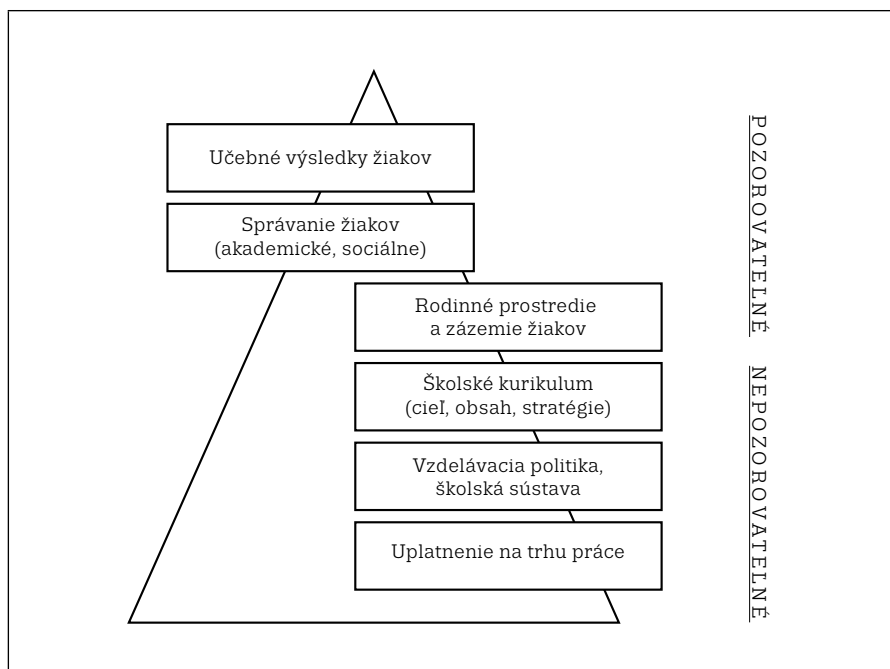 Učebné výsledky žiakov
Správanie žiakov
(akademické, sociálne)
Rodinné prostredie
a zázemie žiakov
Školské kurikulum
(cieľ, obsah, stratégie)
Vzdelávacia politika,
školská sústava
Uplatnenie na trhu práce
POZOROVATEĽNÉ
NEPOZOROVATEĽNÉ